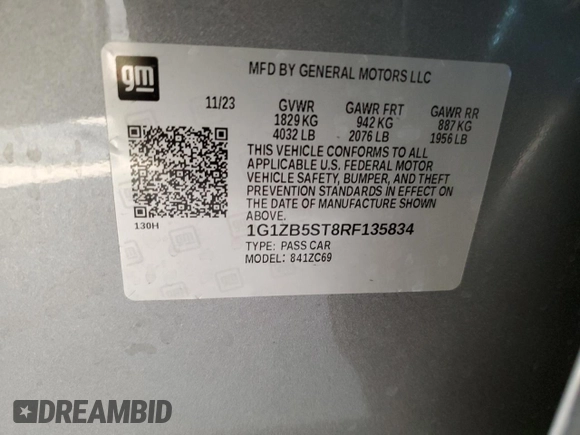 gm
MFD BY GENERAL MOTORS LLC
11/23 GVWR GAWR FRT GAWR RR
1829 KG 942 KG 887 KG
4032 LB 2076 LB 1956 LB
THIS VEHICLE CONFORMS TO ALL
APPLICABLE U.S. FEDERAL MOTOR
VEHICLE SAFETY, BUMPER, AND THEFT
PREVENTION STANDARDS IN EFFECT ON
THE DATE OF MANUFACTURE SHOWN
ABOVE.
130H
1G1ZB5ST8RF135834
TYPE: PASS CAR
MODEL: 841ZC69
DREAMBID